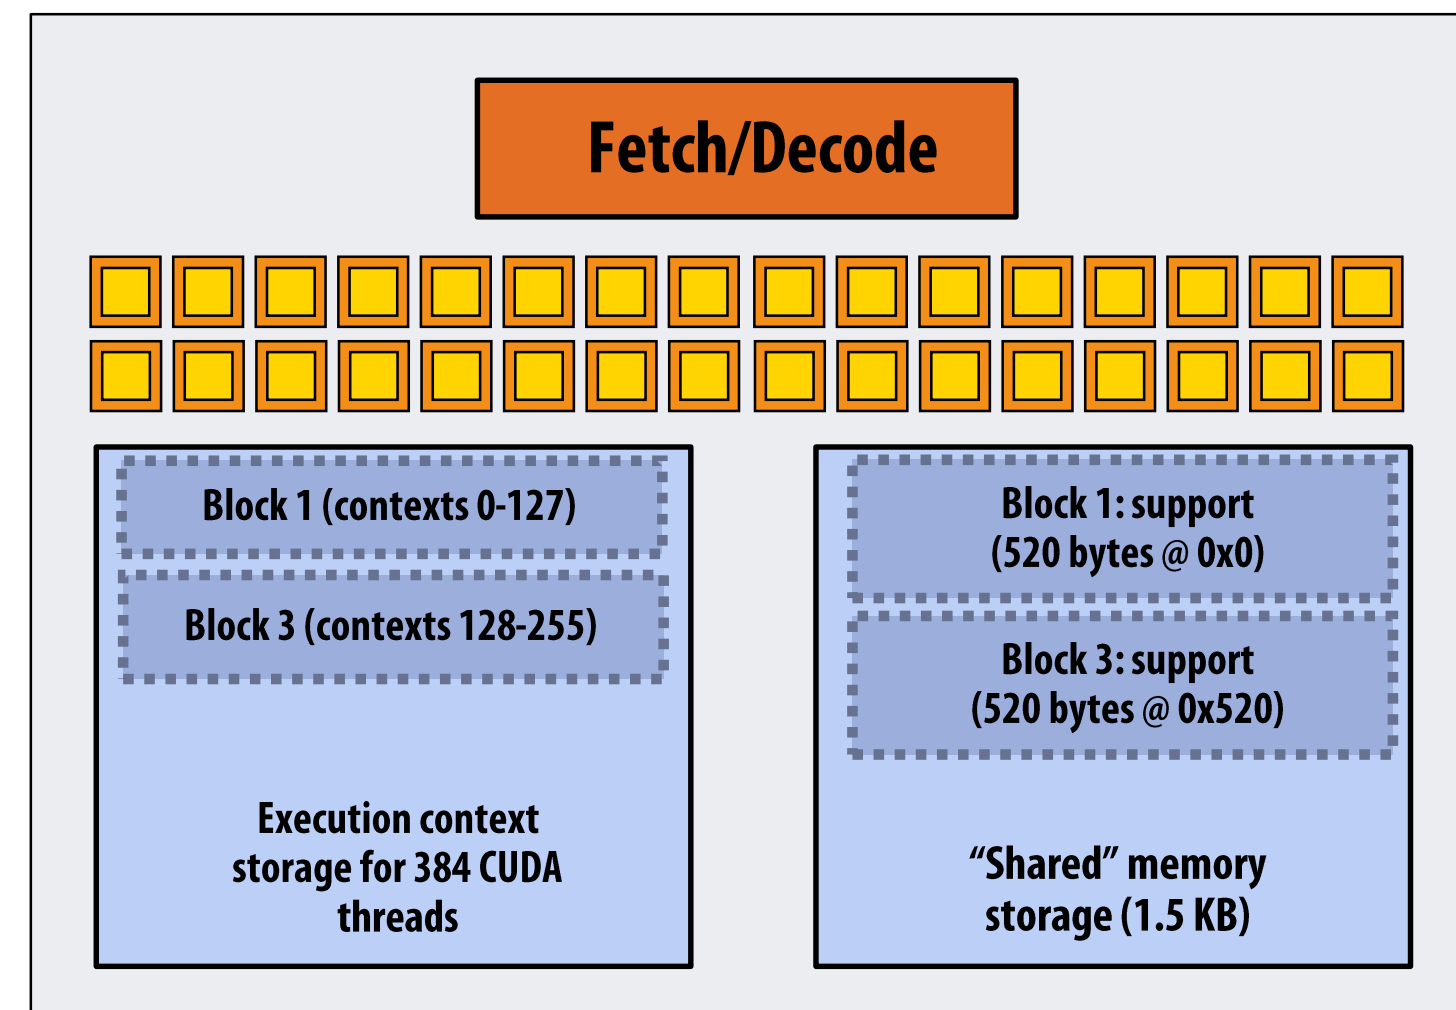 Fetch/Decode
Block 1 (contexts 0-127)
Block 3 (contexts 128-255)
Execution context
storage for 384 CUDA
threads
Block 1: support
(520 bytes @ 0x0)
Block 3: support
(520 bytes @ 0x520)
“Shared” memory
storage (1.5 KB)